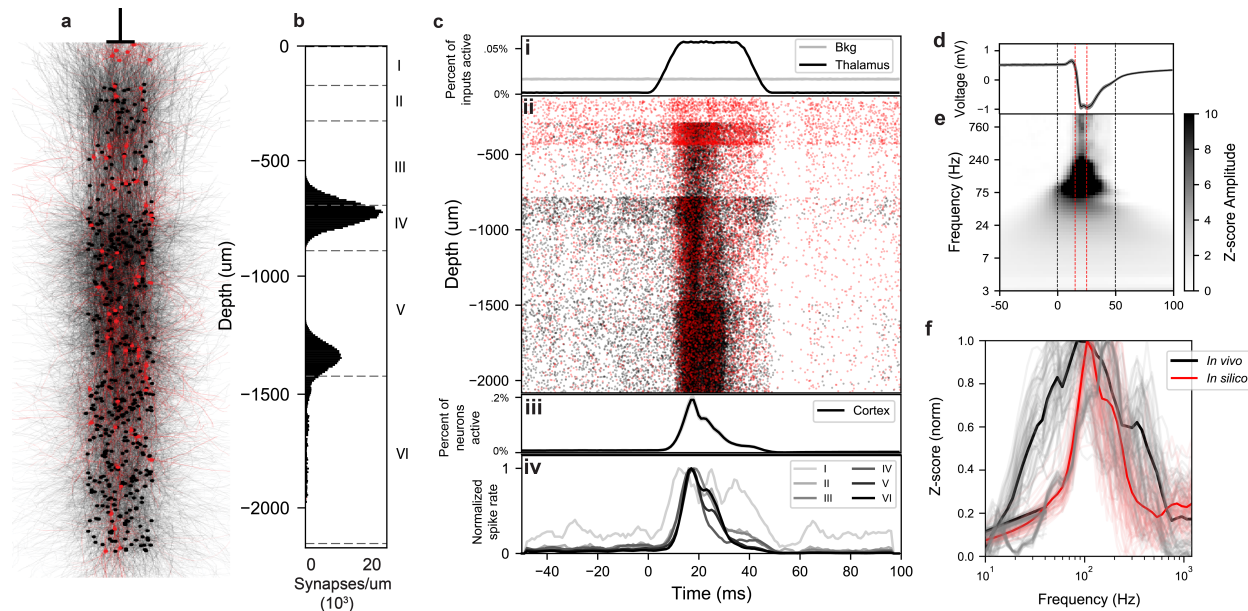 a
b
0
−500
−1000
−1500
−2000
Depth (um)
I
II
III
IV
V
VI
0
20
Synapses/um
(10³)
c
i
Percent of
inputs active
.05%
0%
Bkg
Thalamus
ii
Depth (um)
−500
−1000
−1500
−2000
iii
Percent of
neurons
active
.2%
0%
Cortex
iv
Normalized
spike rate
1
0
I
II
III
IV
V
VI
−40
−20
0
20
40
60
80
100
Time (ms)
d
Voltage (mV)
1
0
−1
e
Frequency (Hz)
760
240
75
24
7
3
−50
0
50
100
10
8
6
4
2
0
Z-score Amplitude
f
Z-score (norm)
1.0
0.8
0.6
0.4
0.2
0.0
In vivo
In silico
10¹
10²
10³
Frequency (Hz)